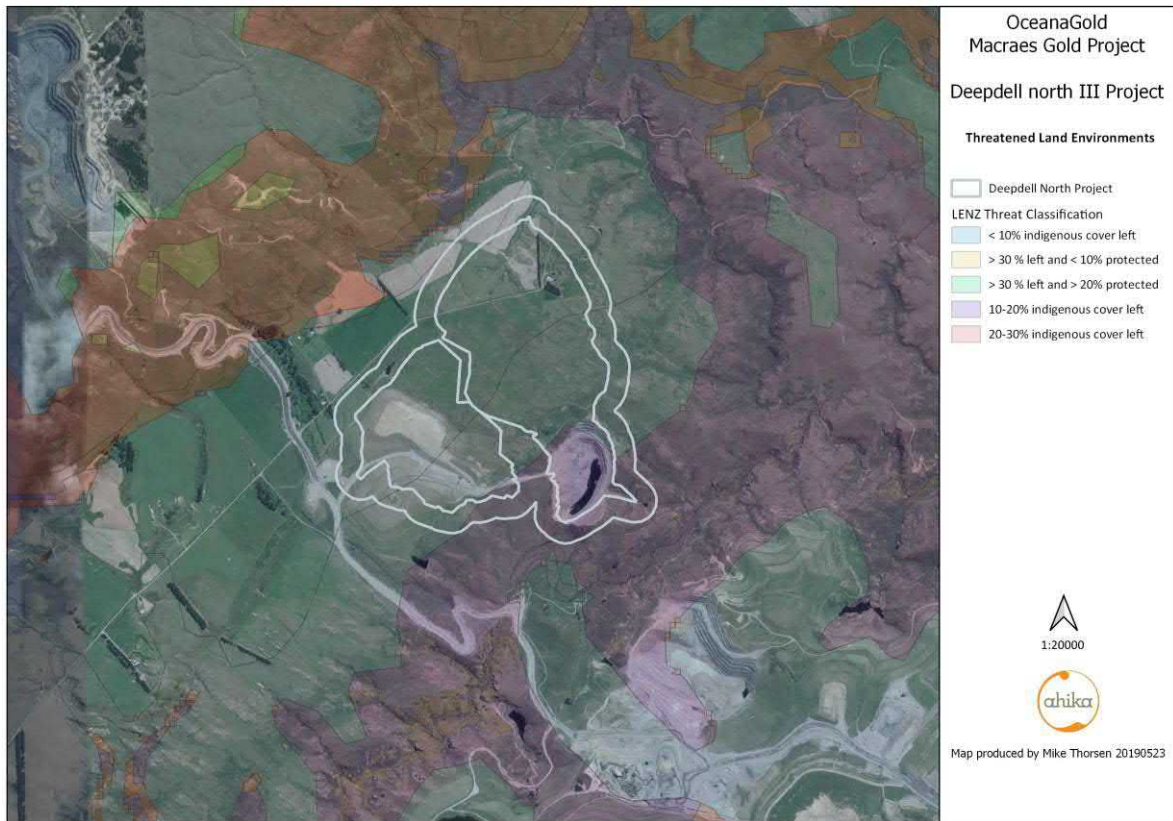 OceanaGold
Macraes Gold Project
Deepdell north III Project
Threatened Land Environments
Deepdell North Project
LENZ Threat Classification
< 10% indigenous cover left
> 30 % left and < 10% protected
> 30 % left and > 20% protected
10-20% indigenous cover left
20-30% indigenous cover left
1:20000
ahika
Map produced by Mike Thorsen 20190523